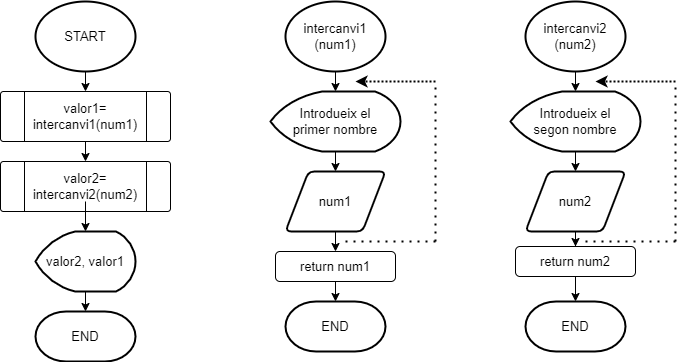 START
valor1=
intercanvi1(num1)
valor2=
intercanvi2(num2)
valor2, valor1
END
intercanvi1
(num1)
Introdueix el
primer nombre
num1
return num1
END
intercanvi2
(num2)
Introdueix el
segon nombre
num2
return num2
END